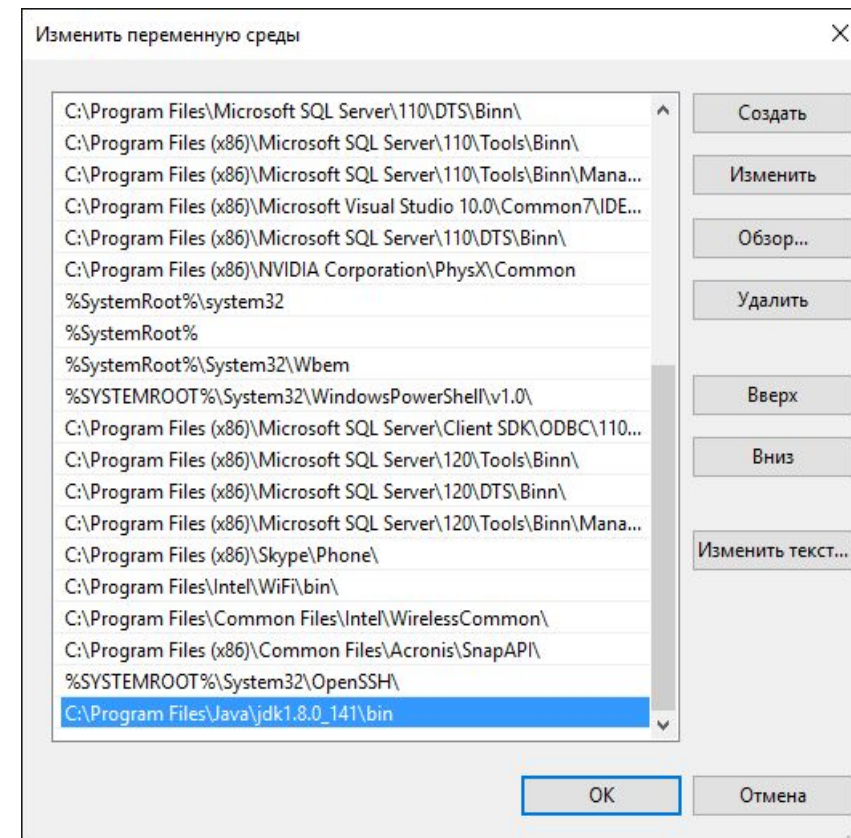 Изменить переменную среды
C:\Program Files\Microsoft SQL Server\110\DTS\Binn\
C:\Program Files (x86)\Microsoft SQL Server\110\Tools\Binn\
C:\Program Files (x86)\Microsoft SQL Server\110\Tools\Binn\Mana...
C:\Program Files (x86)\Microsoft Visual Studio 10.0\Common7\IDE...
C:\Program Files (x86)\Microsoft SQL Server\110\DTS\Binn\
C:\Program Files (x86)\NVIDIA Corporation\PhysX\Common
%SystemRoot%\system32
%SystemRoot%
%SystemRoot%\System32\Wbem
%SYSTEMROOT%\System32\WindowsPowerShell\v1.0\
C:\Program Files (x86)\Microsoft SQL Server\Client SDK\ODBC\110...
C:\Program Files (x86)\Microsoft SQL Server\120\Tools\Binn\
C:\Program Files (x86)\Microsoft SQL Server\120\DTS\Binn\
C:\Program Files (x86)\Microsoft SQL Server\120\Tools\Binn\Mana...
C:\Program Files (x86)\Skype\Phone\
C:\Program Files\Intel\WiFi\bin\
C:\Program Files\Common Files\Intel\WirelessCommon\
C:\Program Files (x86)\Common Files\Acronis\SnapAPI\
%SYSTEMROOT%\System32\OpenSSH\
C:\Program Files\Java\jdk1.8.0_141\bin
Создать
Изменить
Обзор...
Удалить
Вверх
Вниз
Изменить текст...
OK
Отмена